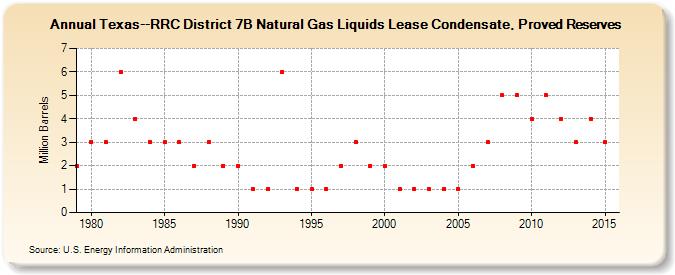 Annual Texas--RRC District 7B Natural Gas Liquids Lease Condensate, Proved Reserves
Million Barrels
7
6
5
4
3
2
1
0
1980 1985 1990 1995 2000 2005 2010 2015
Source: U.S. Energy Information Administration